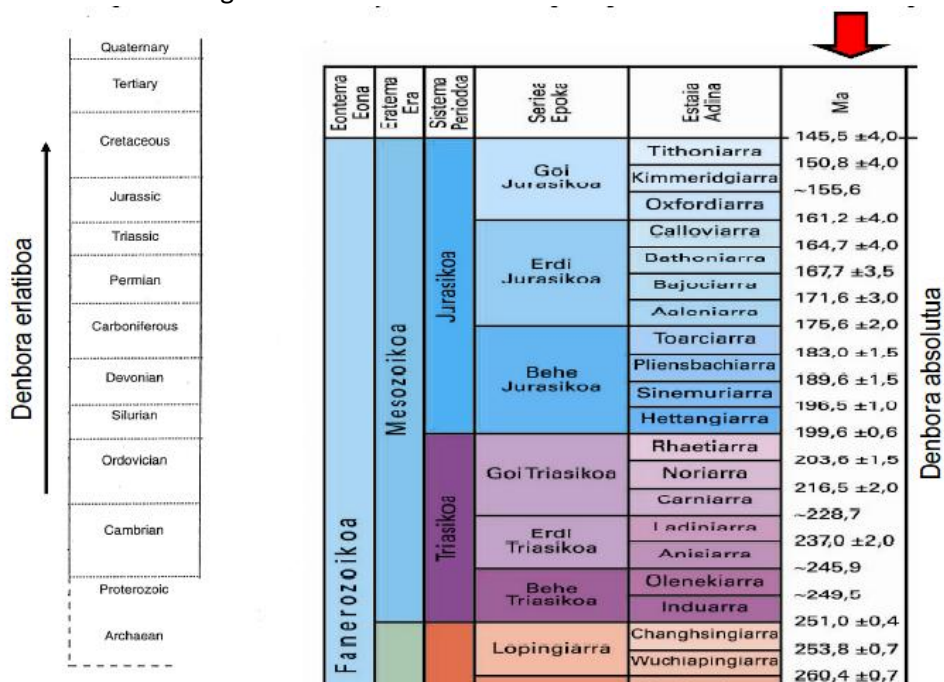 Denbora erlatiboa
Quaternary
Tertiary
Cretaceous
Jurassic
Triassic
Permian
Carboniferous
Devonian
Silurian
Ordovician
Cambrian
Proterozoic
Archaean
Eontema
Eona
Eratema
Era
Sistema
Periodoa
Seriea
Epoka
Estaia
Adina
Ma
Fanerozoikoa
Mesozoikoa
Jurasikoa
Triasikoa
Goi
Jurasikoa
Erdi
Jurasikoa
Behe
Jurasikoa
Goi Triasikoa
Erdi
Triasikoa
Behe
Triasikoa
Lopingiarra
Tithoniarra
Kimmeridgiarra
Oxfordiarra
Calloviarra
Bathoniarra
Bajociarra
Aaleniarra
Toarciarra
Pliensbachiarra
Sinemuriarra
Hettangiarra
Rhaetiarra
Noriarra
Carniarra
Ladiniarra
Anisiarra
Olenekiarra
Induarra
Changhsingiarra
Wuchiapingiarra
145,5 ±4,0
150,8 ±4,0
~155,6
161,2 ±4,0
164,7 ±4,0
167,7 ±3,5
171,6 ±3,0
175,6 ±2,0
183,0 ±1,5
189,6 ±1,5
196,5 ±1,0
199,6 ±0,6
203,6 ±1,5
216,5 ±2,0
~228,7
237,0 ±2,0
~245,9
~249,5
251,0 ±0,4
253,8 ±0,7
260,4 ±0,7
Denbora absolutua